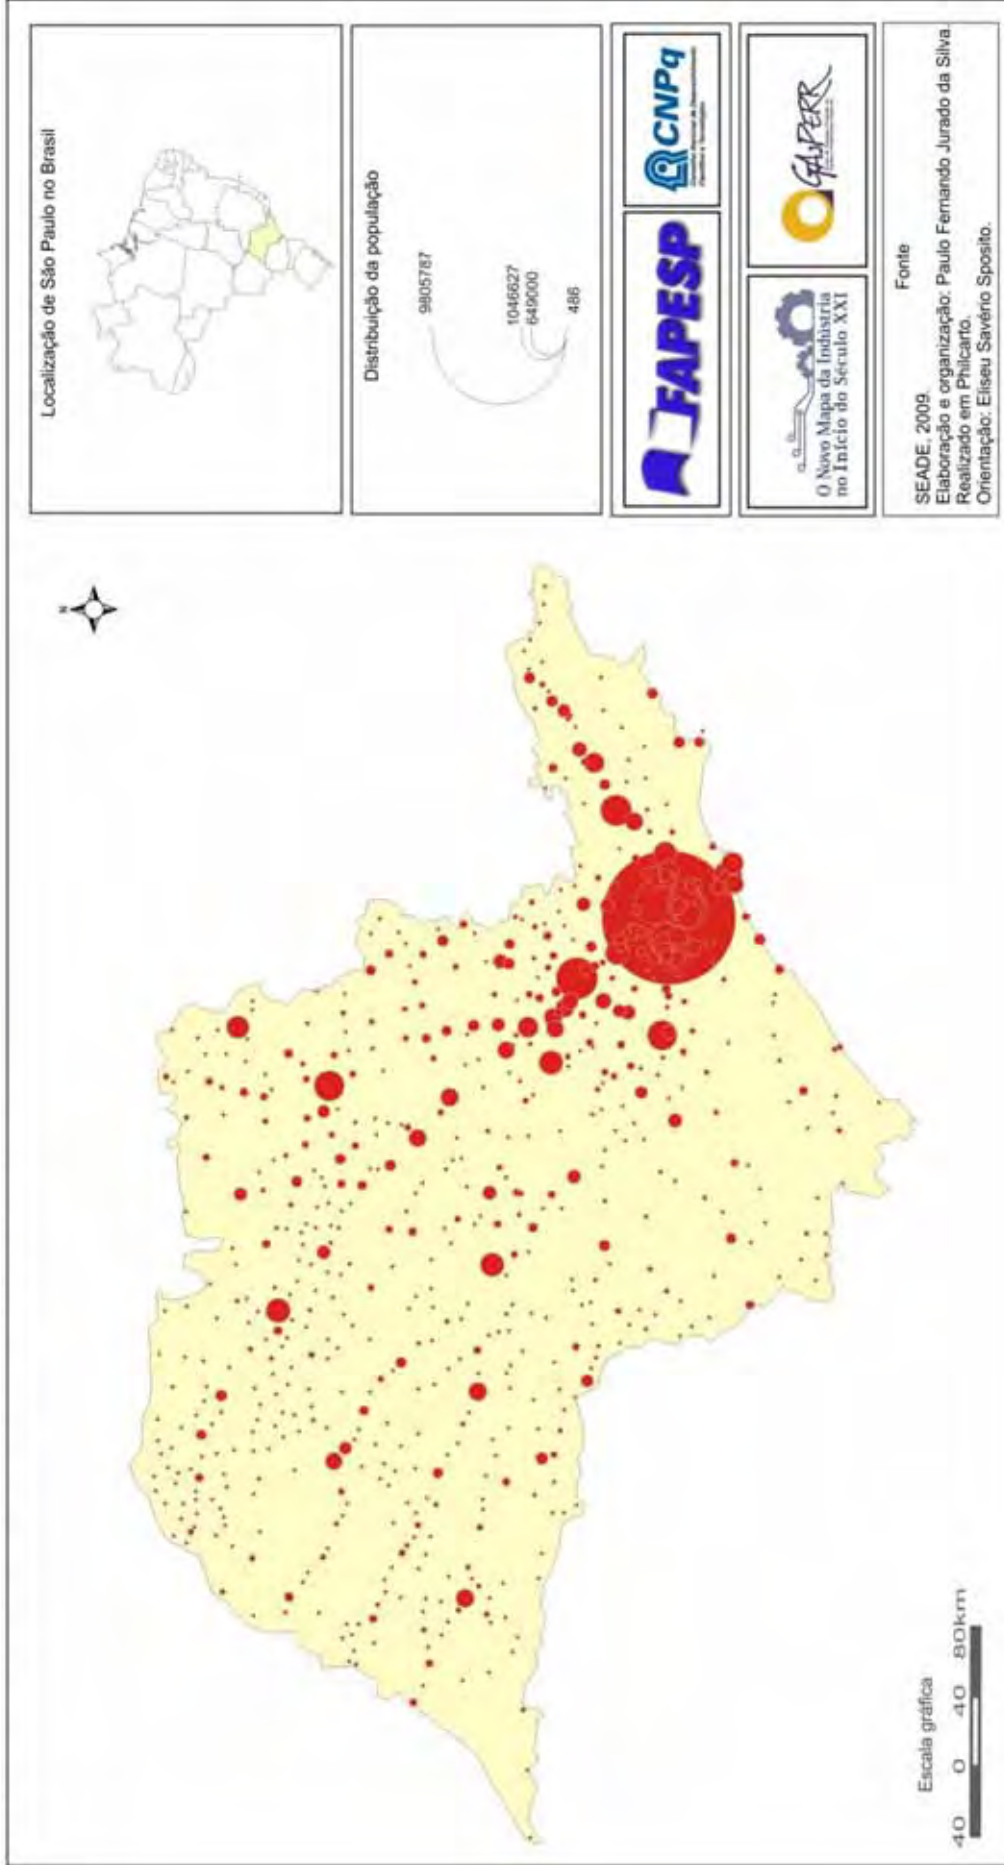 Localização de São Paulo no Brasil
Distribuição da população
9805787
1046627
649000
486
FAPESP
CNPq
O Novo Mapa da Indústria
no Início do Século XXI
GAsPERR
Fonte
SEADE, 2009.
Elaboração e organização: Paulo Fernando Jurado da Silva.
Realizado em Philcarto.
Orientação: Eliseu Savério Sposito.
N
Escala gráfica
40 0 40 80km